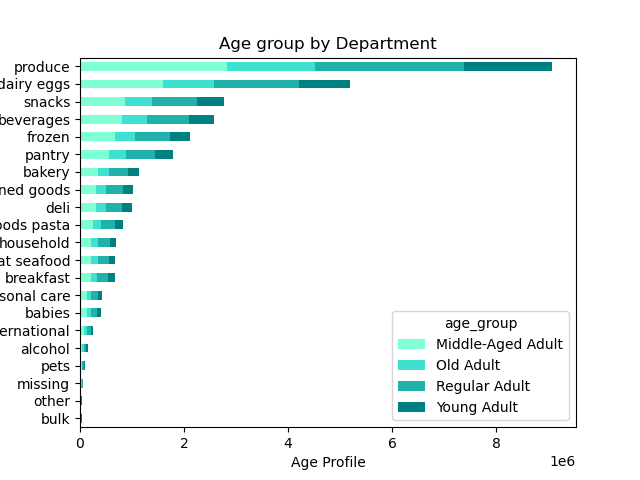 Age group by Department
produce
dairy eggs
snacks
beverages
frozen
pantry
bakery
ned goods
deli
ods pasta
household
at seafood
breakfast
sonal care
babies
ernational
alcohol
pets
missing
other
bulk
0 2 4 6 8
1e6
Age Profile
age_group
Middle-Aged Adult
Old Adult
Regular Adult
Young Adult